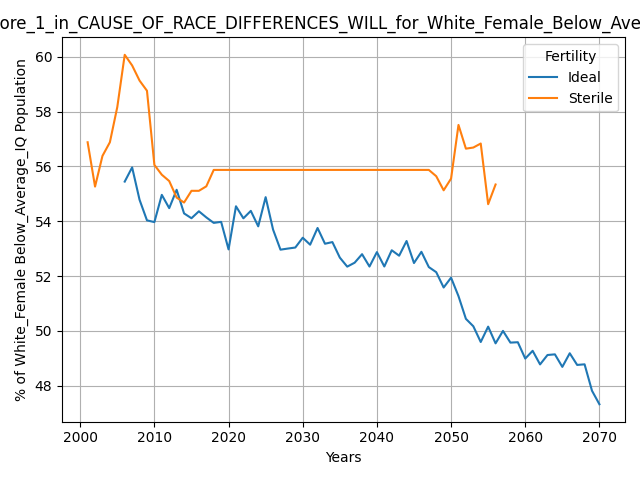 ore_1_in_CAUSE_OF_RACE_DIFFERENCES_WILL_for_White_Female_Below_Ave
% of White_Female Below_Average_IQ Population
Fertility
Ideal
Sterile
60
58
56
54
52
50
48
2000 2010 2020 2030 2040 2050 2060 2070
Years